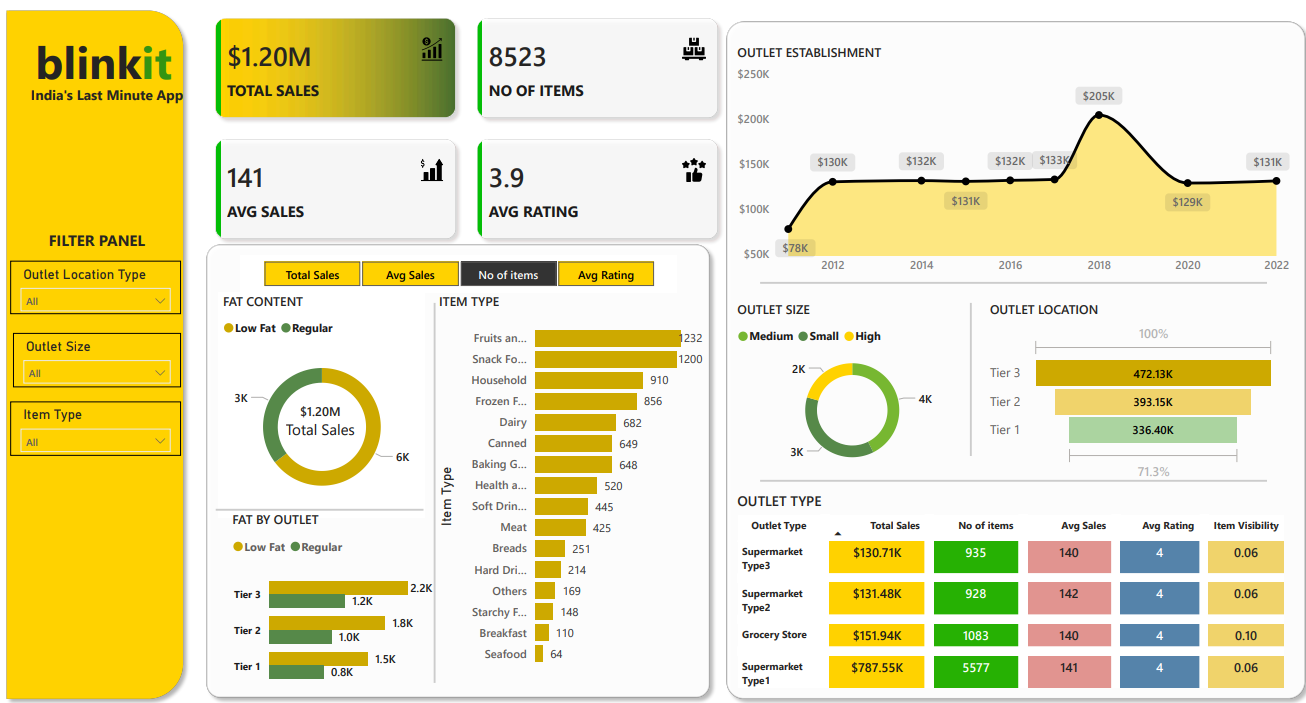 blinkit
India's Last Minute App
FILTER PANEL
Outlet Location Type
All
Outlet Size
All
Item Type
All
$1.20M
TOTAL SALES
8523
NO OF ITEMS
141
AVG SALES
3.9
AVG RATING
Total Sales
Avg Sales
No of items
Avg Rating
FAT CONTENT
Low Fat Regular
3K
$1.20M
Total Sales
6K
FAT BY OUTLET
Low Fat Regular
Tier 3 2.2K
1.2K
Tier 2 1.8K
1.0K
Tier 1 1.5K
0.8K
ITEM TYPE
Item Type
Fruits an... 1232
Snack Fo... 1200
Household 910
Frozen F... 856
Dairy 682
Canned 649
Baking G... 648
Health a... 520
Soft Drin... 445
Meat 425
Breads 251
Hard Dri... 214
Others 169
Starchy F... 148
Breakfast 110
Seafood 64
OUTLET ESTABLISHMENT
$250K
$200K
$150K
$100K
$50K
$78K
$130K
$132K
$131K
$132K
$133K
$205K
$129K
$131K
2012 2014 2016 2018 2020 2022
OUTLET SIZE
Medium Small High
2K
4K
3K
OUTLET LOCATION
100%
Tier 3 472.13K
Tier 2 393.15K
Tier 1 336.40K
71.3%
OUTLET TYPE
Outlet Type Total Sales No of items Avg Sales Avg Rating Item Visibility
Supermarket Type3 $130.71K 935 140 4 0.06
Supermarket Type2 $131.48K 928 142 4 0.06
Grocery Store $151.94K 1083 140 4 0.10
Supermarket Type1 $787.55K 5577 141 4 0.06